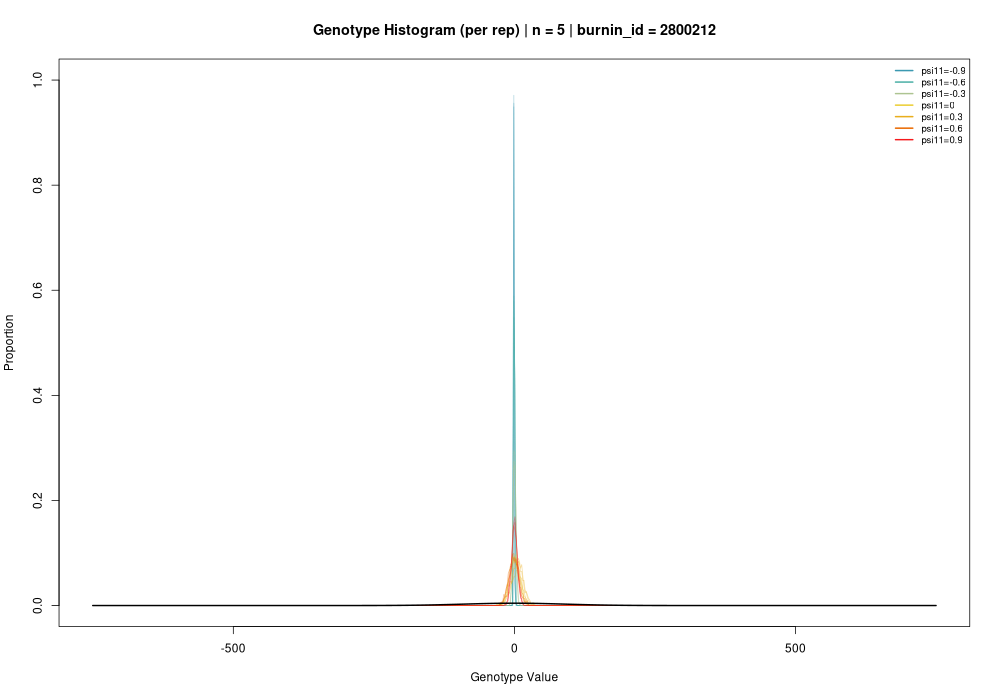 Genotype Histogram (per rep) | n = 5 | burnin_id = 2800212
psi11=-0.9
psi11=-0.6
psi11=-0.3
psi11=0
psi11=0.3
psi11=0.6
psi11=0.9
1.0
0.8
0.6
0.4
0.2
0.0
Proportion
-500
0
500
Genotype Value